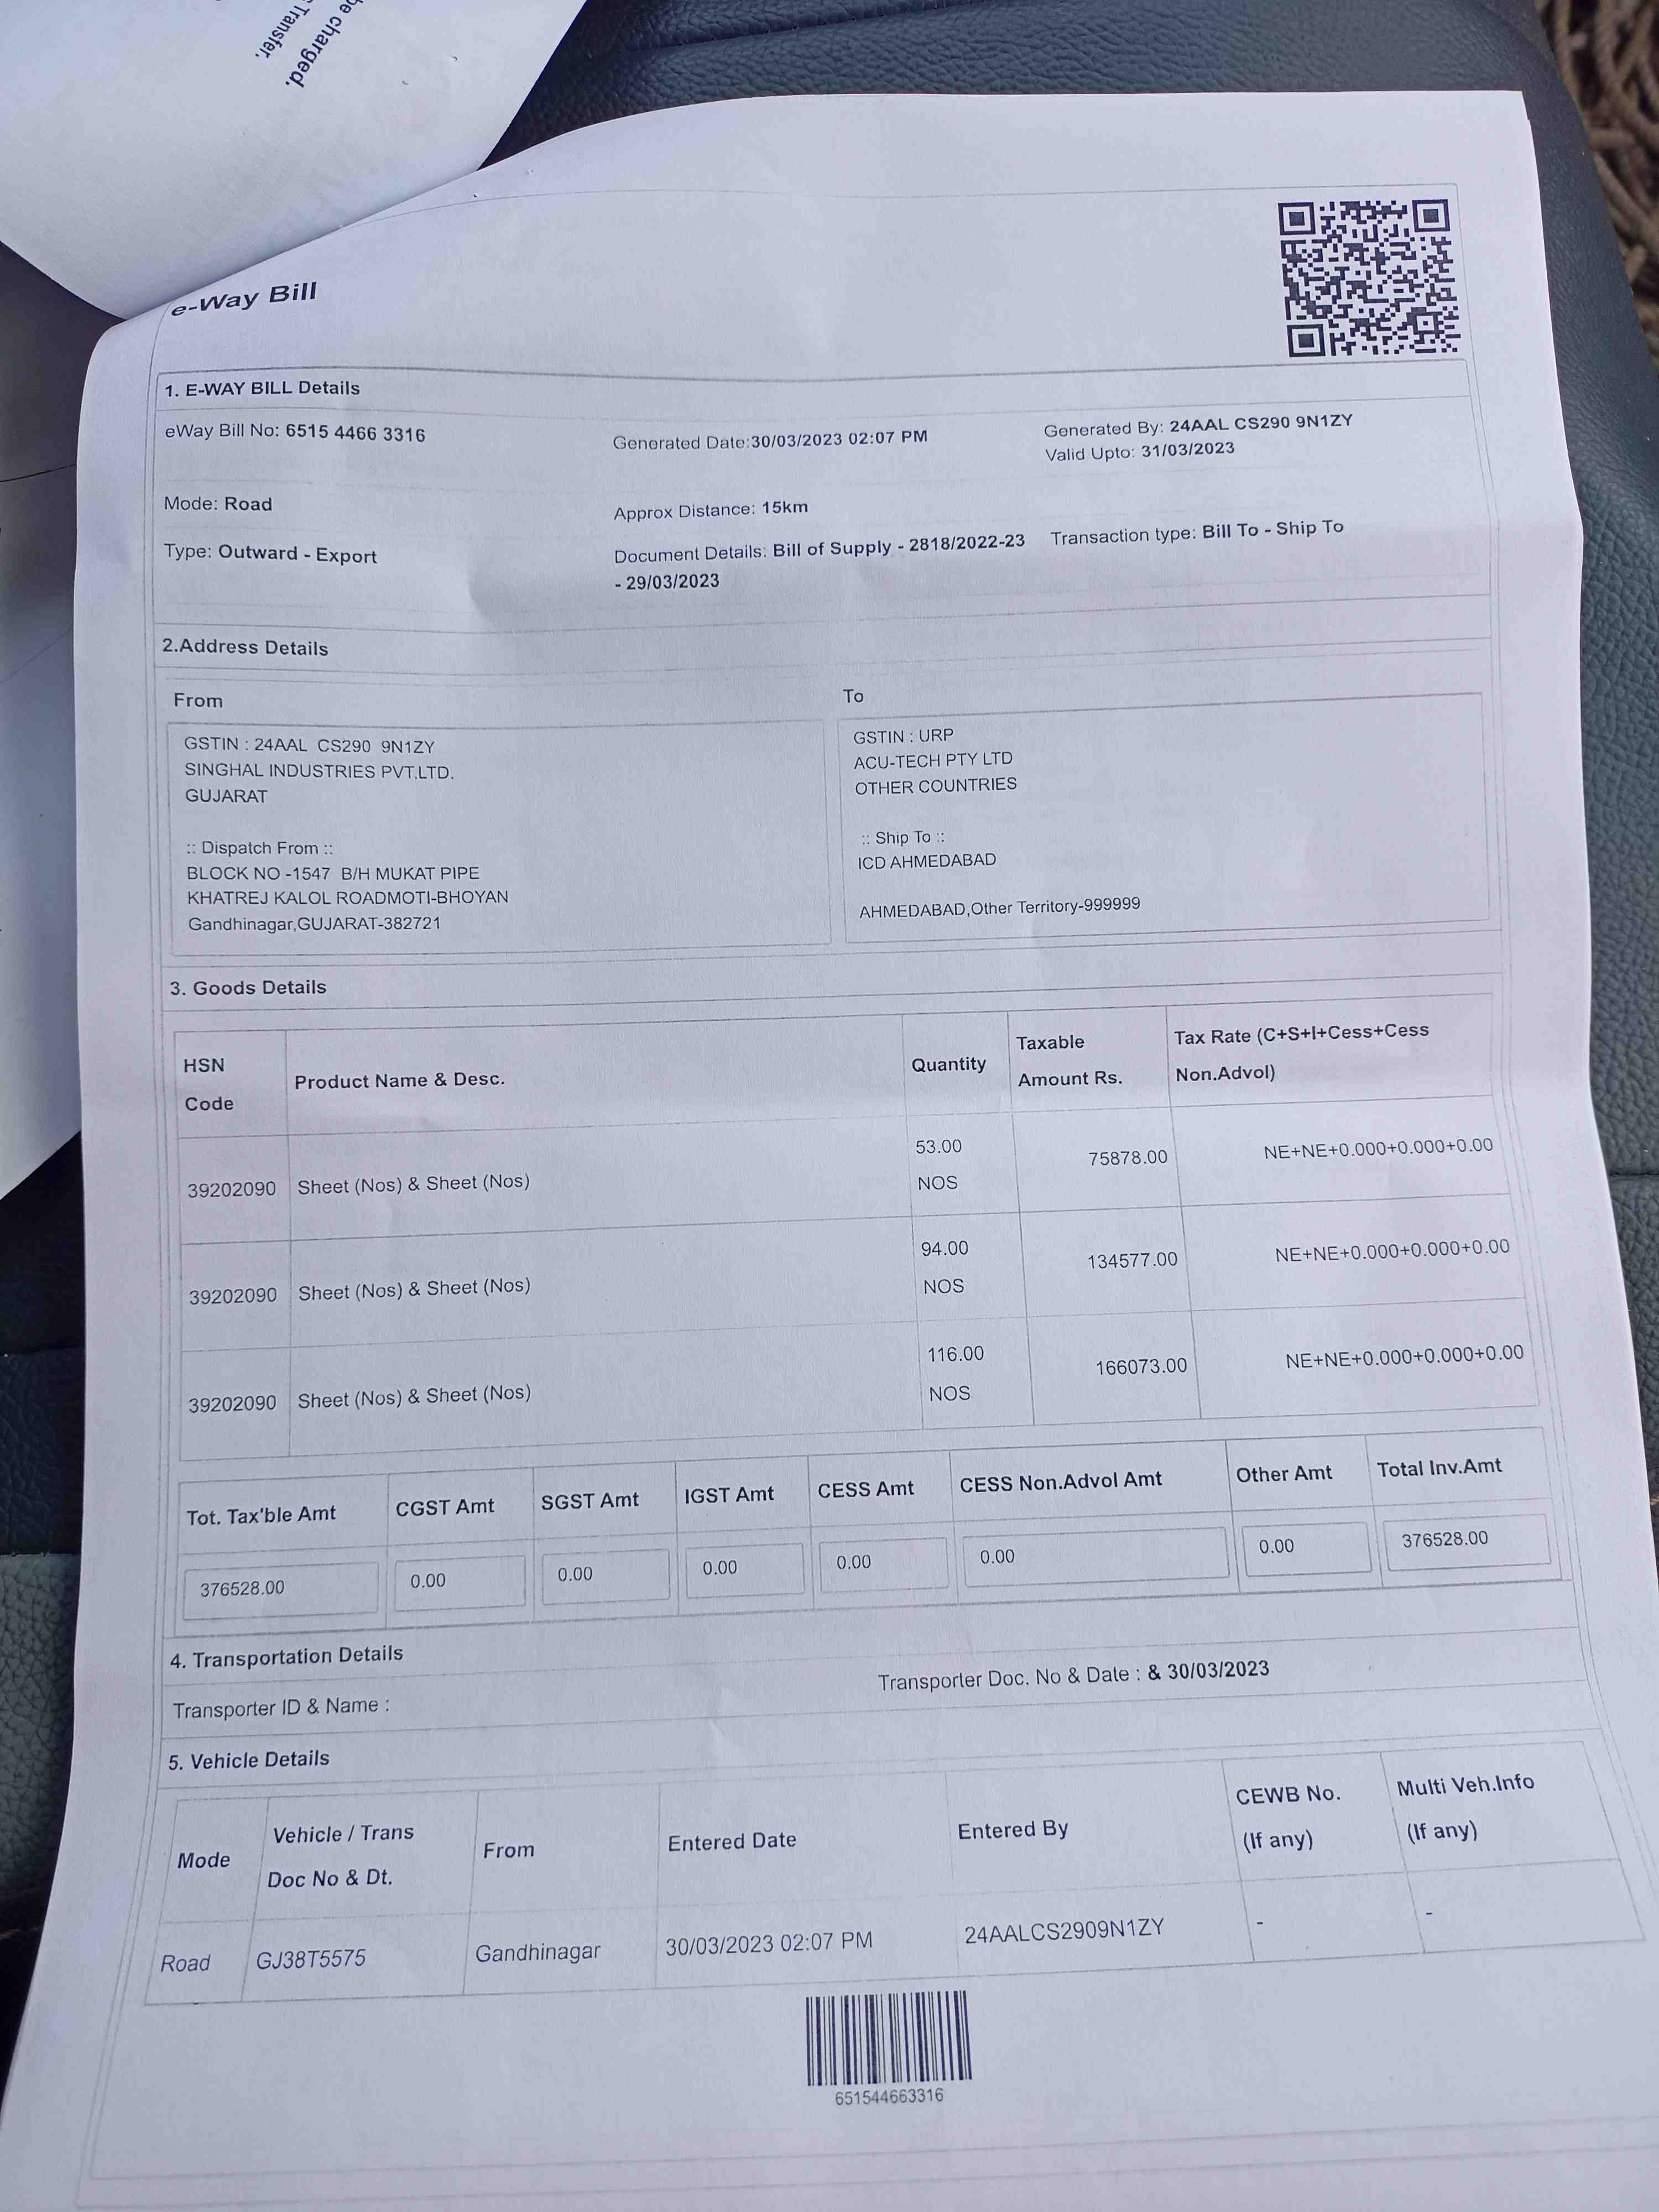 be charged.
Transfer.
e-Way Bill
1. E-WAY BILL Details
eWay Bill No: 6515 4466 3316
Generated Date:30/03/2023 02:07 PM
Generated By: 24AAL CS290 9N1ZY
Valid Upto: 31/03/2023
Mode: Road
Approx Distance: 15km
Type: Outward - Export
Document Details: Bill of Supply - 2818/2022-23
- 29/03/2023
Transaction type: Bill To - Ship To
2.Address Details
From
GSTIN : 24AAL CS290 9N1ZY
SINGHAL INDUSTRIES PVT.LTD.
GUJARAT
:: Dispatch From ::
BLOCK NO -1547 B/H MUKAT PIPE
KHATREJ KALOL ROADMOTI-BHOYAN
Gandhinagar,GUJARAT-382721
To
GSTIN : URP
ACU-TECH PTY LTD
OTHER COUNTRIES
:: Ship To ::
ICD AHMEDABAD
AHMEDABAD,Other Territory-999999
3. Goods Details
HSN
Code
Product Name & Desc.
Quantity
Taxable
Amount Rs.
Tax Rate (C+S+I+Cess+Cess
Non.Advol)
39202090 Sheet (Nos) & Sheet (Nos)
53.00
NOS
75878.00
NE+NE+0.000+0.000+0.00
39202090 Sheet (Nos) & Sheet (Nos)
94.00
NOS
134577.00
NE+NE+0.000+0.000+0.00
39202090 Sheet (Nos) & Sheet (Nos)
116.00
NOS
166073.00
NE+NE+0.000+0.000+0.00
Tot. Tax'ble Amt CGST Amt SGST Amt IGST Amt CESS Amt CESS Non.Advol Amt Other Amt Total Inv.Amt
376528.00 0.00 0.00 0.00 0.00 0.00 0.00 376528.00
4. Transportation Details
Transporter ID & Name :
Transporter Doc. No & Date : & 30/03/2023
5. Vehicle Details
Mode
Vehicle / Trans
Doc No & Dt.
From
Entered Date
Entered By
CEWB No.
(If any)
Multi Veh.Info
(If any)
Road GJ38T5575 Gandhinagar 30/03/2023 02:07 PM 24AALCS2909N1ZY - -
651544663316